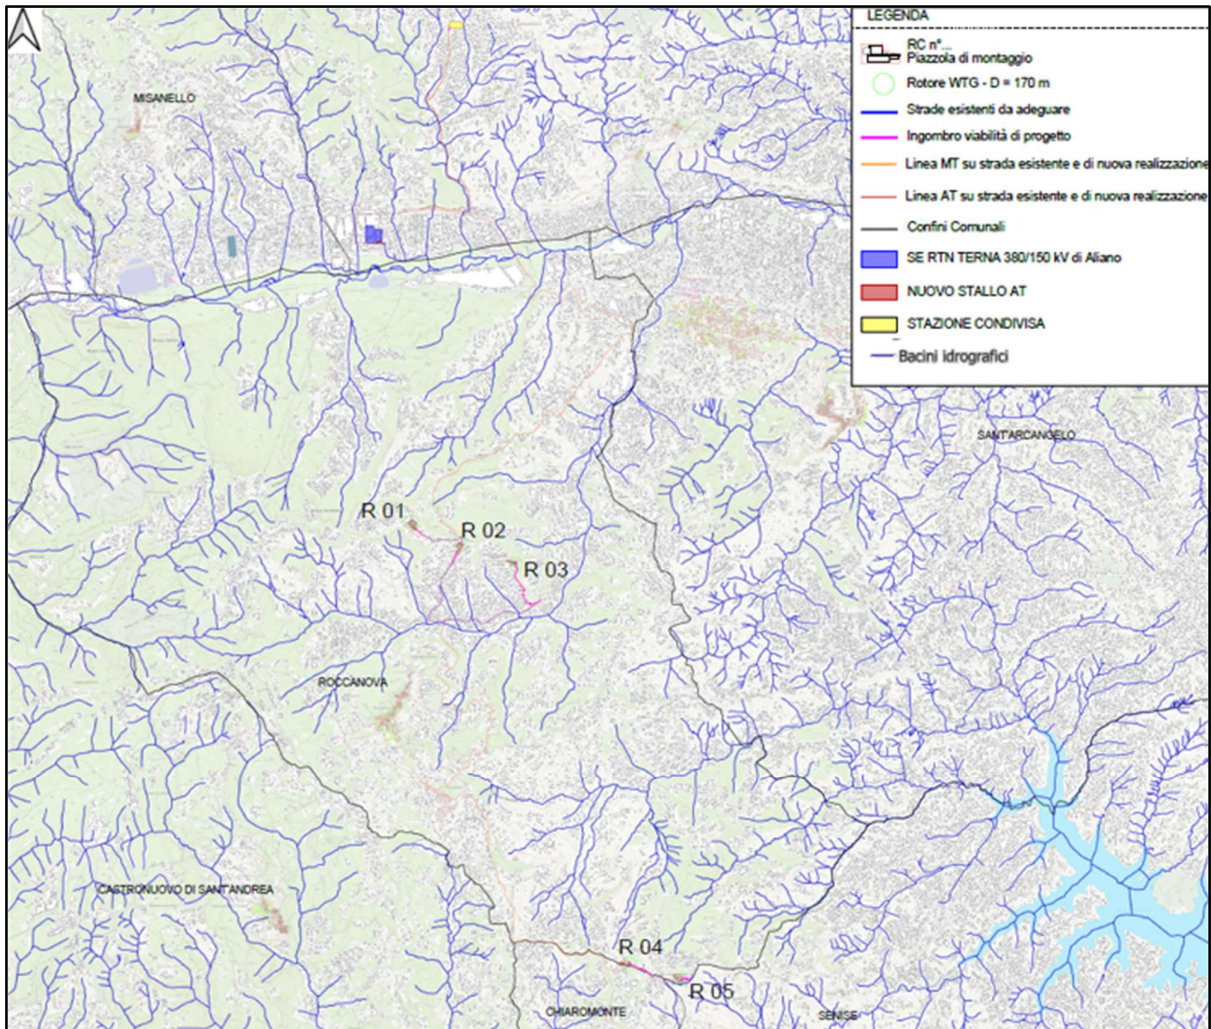 LEGENDA
RC n°...
Piazzola di montaggio
Rotore WTG - D = 170 m
Strade esistenti da adeguare
Ingombro viabilità di progetto
Linea MT su strada esistente e di nuova realizzazione
Linea AT su strada esistente e di nuova realizzazione
Confini Comunali
SE RTN TERNA 380/150 kV di Aliano
NUOVO STALLO AT
STAZIONE CONDIVISA
Bacini idrografici
MISANELLO
SANT'ARCANGELO
R 01
R 02
R 03
ROCCANOVA
CASTRONUOVO DI SANT'ANDREA
R 04
R 05
CHIAROMONTE
SENISE